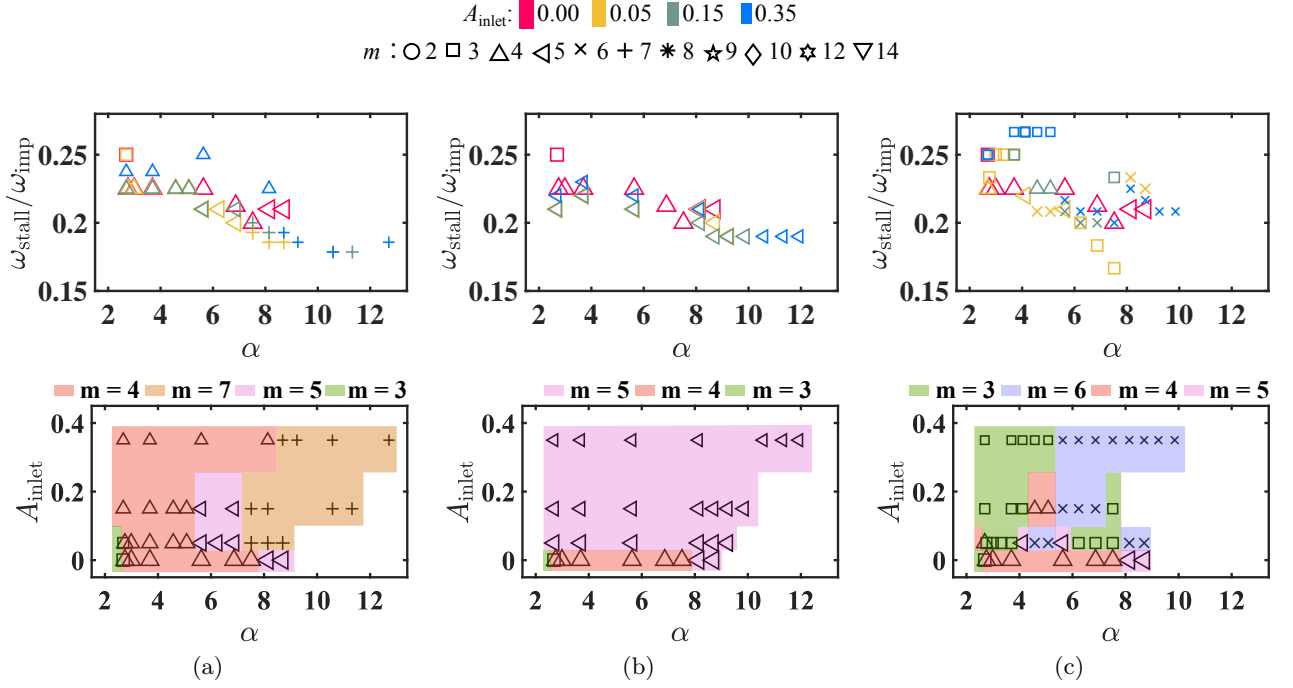 A_inlet: 0.00 0.05 0.15 0.35
m : 2 3 4 5 6 7 8 9 10 12 14
ω_stall/ω_imp
0.25
0.2
0.15
2 4 6 8 10 12
α
ω_stall/ω_imp
0.25
0.2
0.15
2 4 6 8 10 12
α
ω_stall/ω_imp
0.25
0.2
0.15
2 4 6 8 10 12
α
m = 4 m = 7 m = 5 m = 3
A_inlet
0.4
0.2
0
2 4 6 8 10 12
α
(a)
m = 5 m = 4 m = 3
A_inlet
0.4
0.2
0
2 4 6 8 10 12
α
(b)
m = 3 m = 6 m = 4 m = 5
A_inlet
0.4
0.2
0
2 4 6 8 10 12
α
(c)